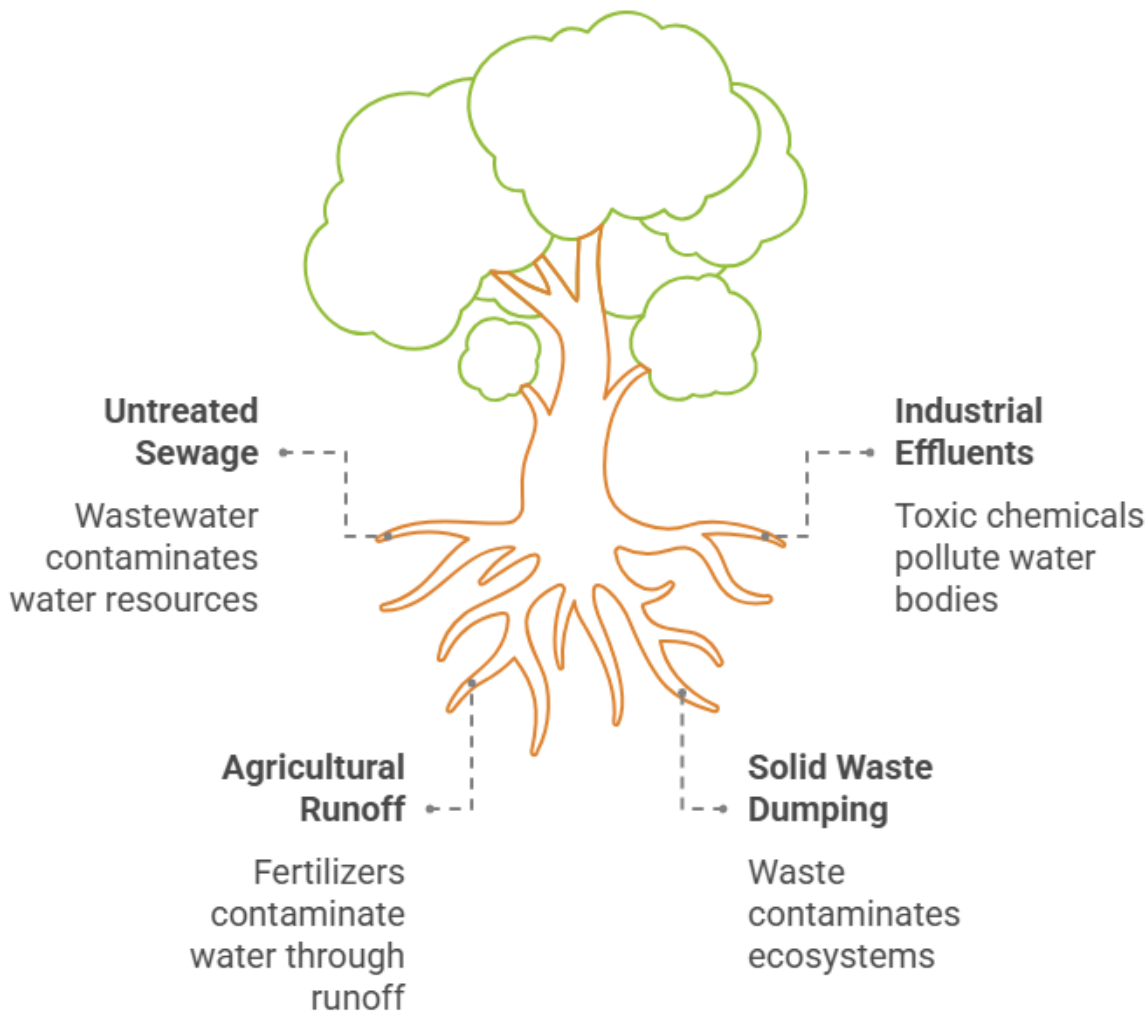 Untreated
Sewage
Wastewater
contaminates
water resources
Industrial
Effluents
Toxic chemicals
pollute water
bodies
Agricultural
Runoff
Fertilizers
contaminate
water through
runoff
Solid Waste
Dumping
Waste
contaminates
ecosystems